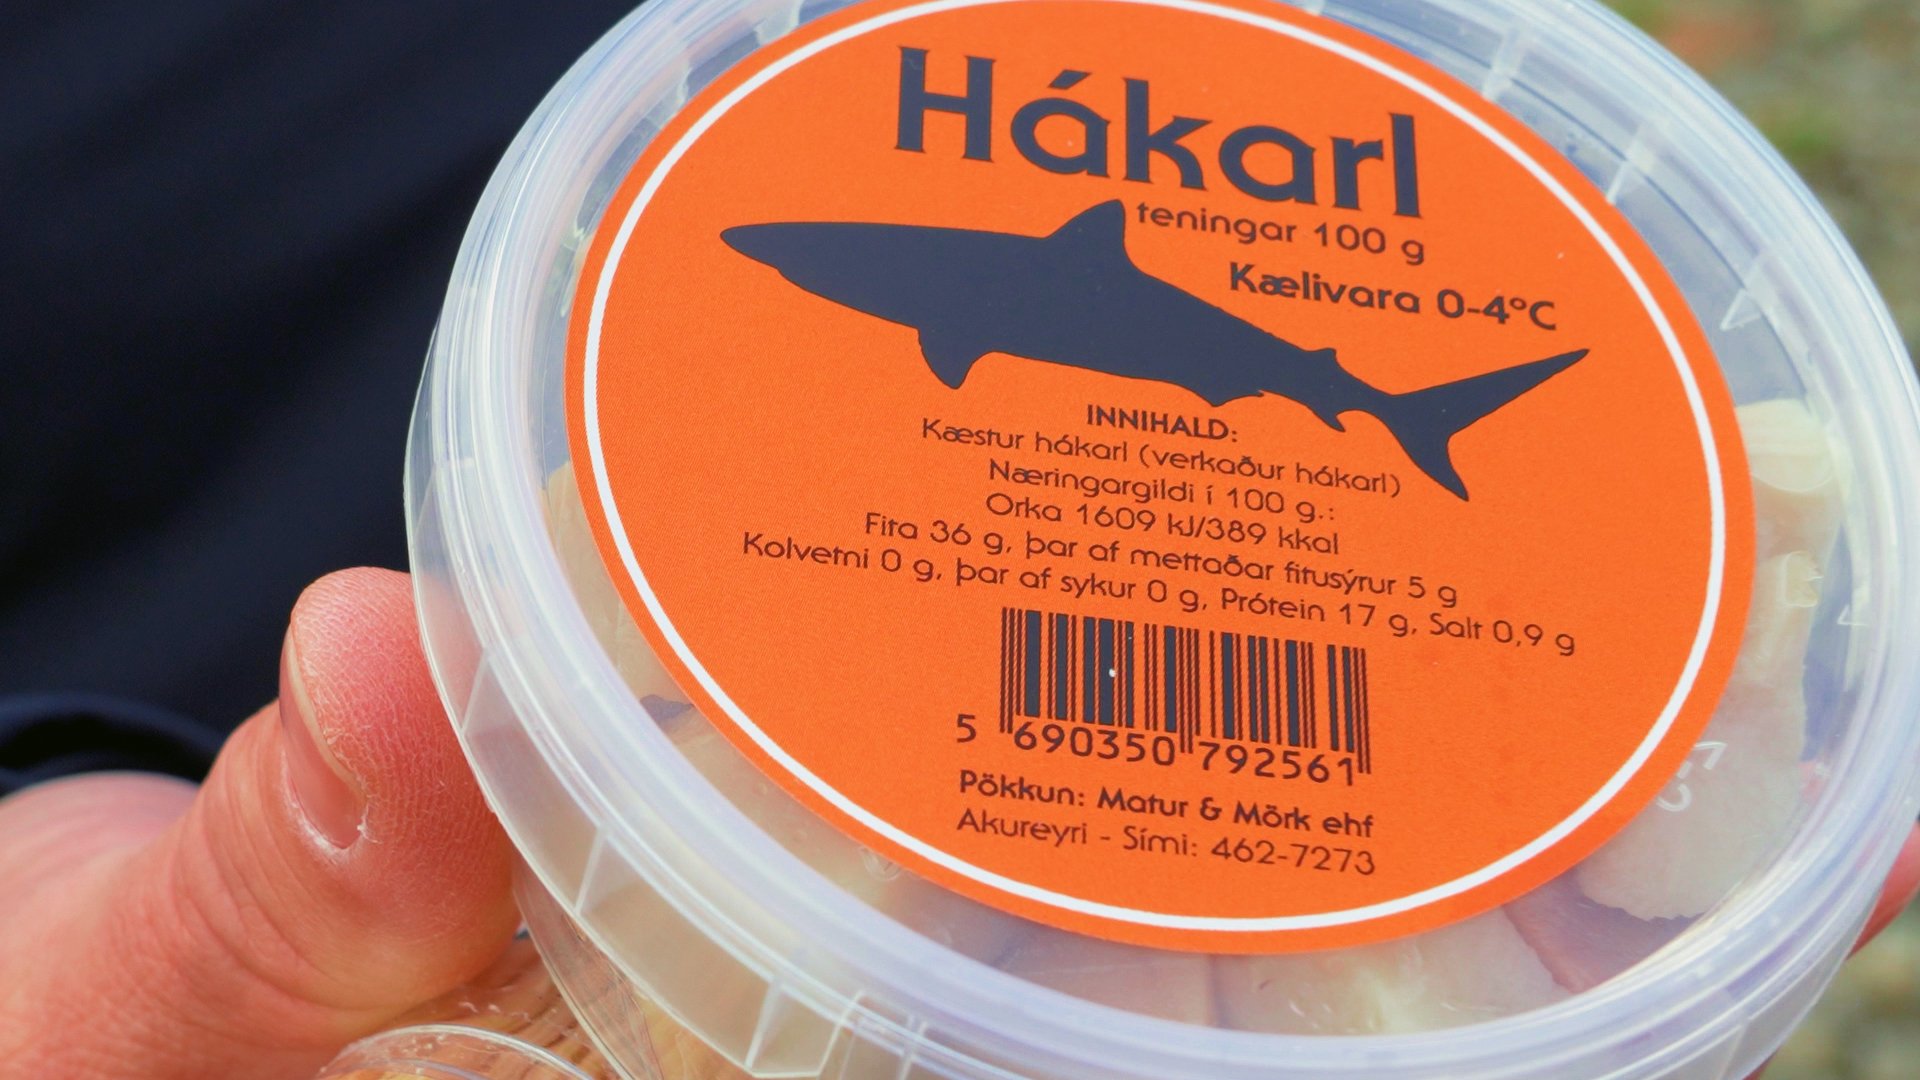 Hákarl
teningar 100 g
Kælivara 0-4°C
INNIHALD:
Kæstur hákarl (verkaður hákarl)
Næringargildi í 100 g.:
Orka 1609 kJ/389 kkal
Fita 36 g, þar af mettaðar fitusýrur 5 g
Kolvetni 0 g, þar af sykur 0 g, Prótein 17 g, Salt 0,9 g
5 690350 792561
Pökkun: Matur & Mörk ehf
Akureyri - Sími: 462-7273